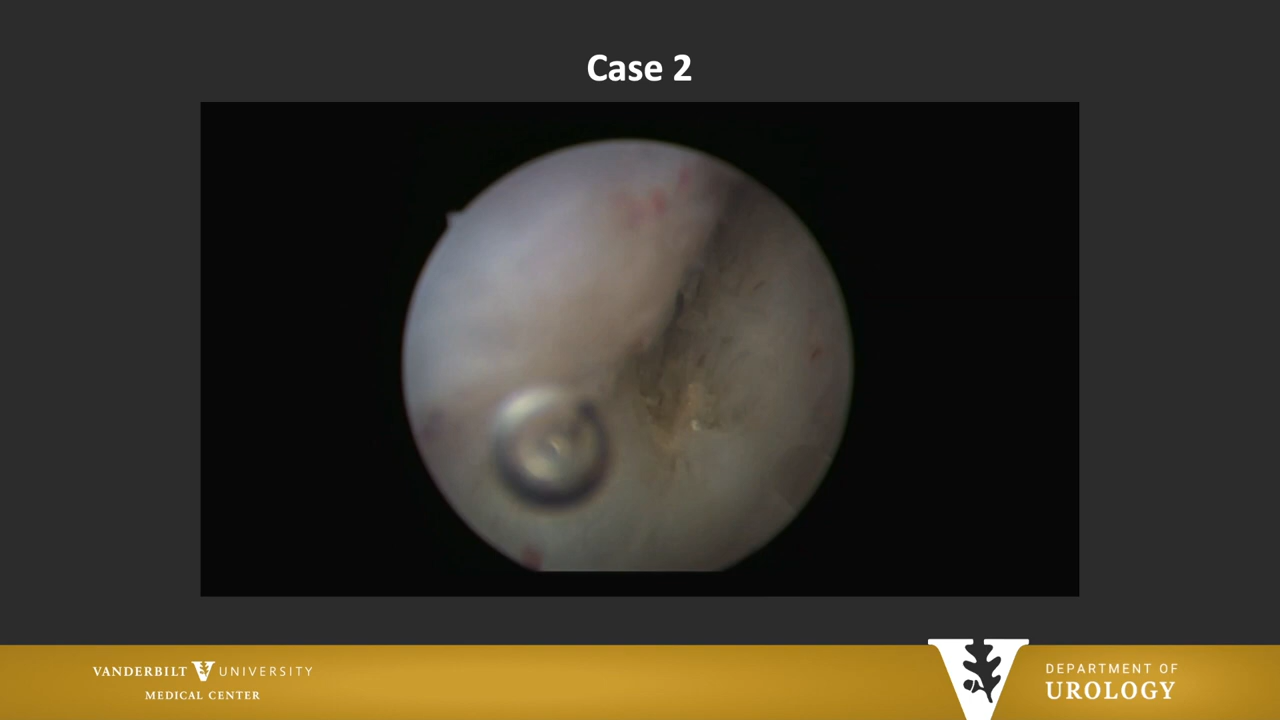 Case 2
VANDERBILT UNIVERSITY
MEDICAL CENTER
DEPARTMENT OF
UROLOGY